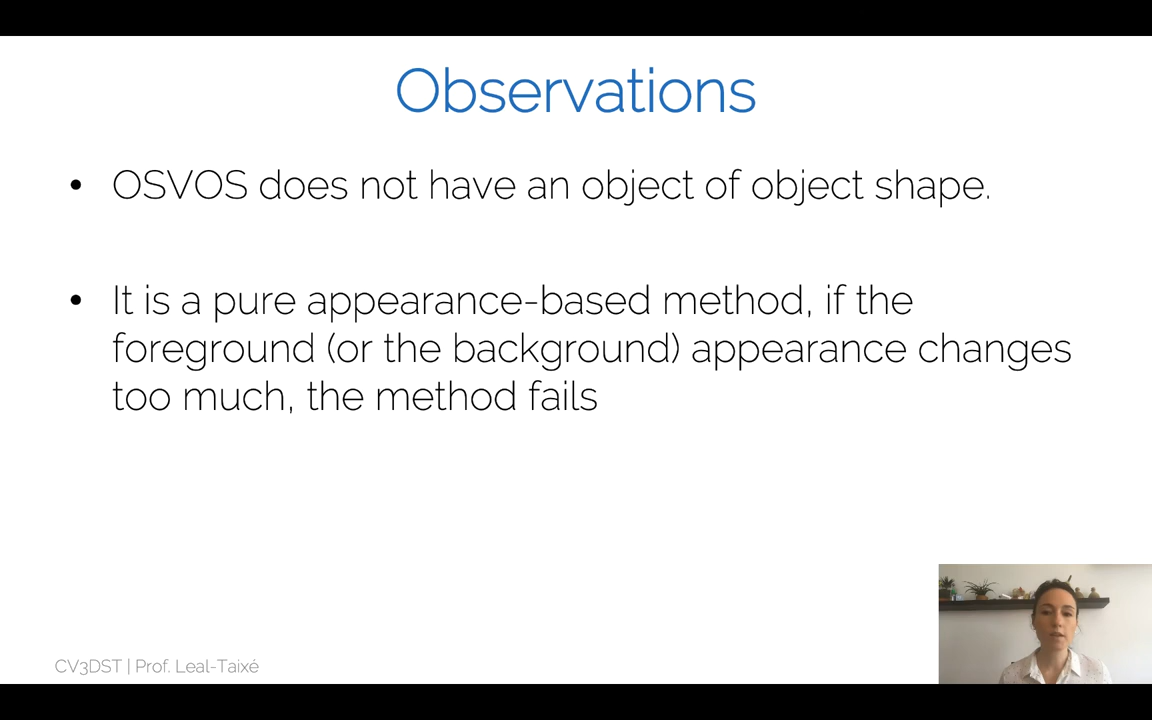 Observations
• OSVOS does not have an object of object shape.
• It is a pure appearance-based method, if the
foreground (or the background) appearance changes
too much, the method fails
CV3DST | Prof. Leal-Taixé